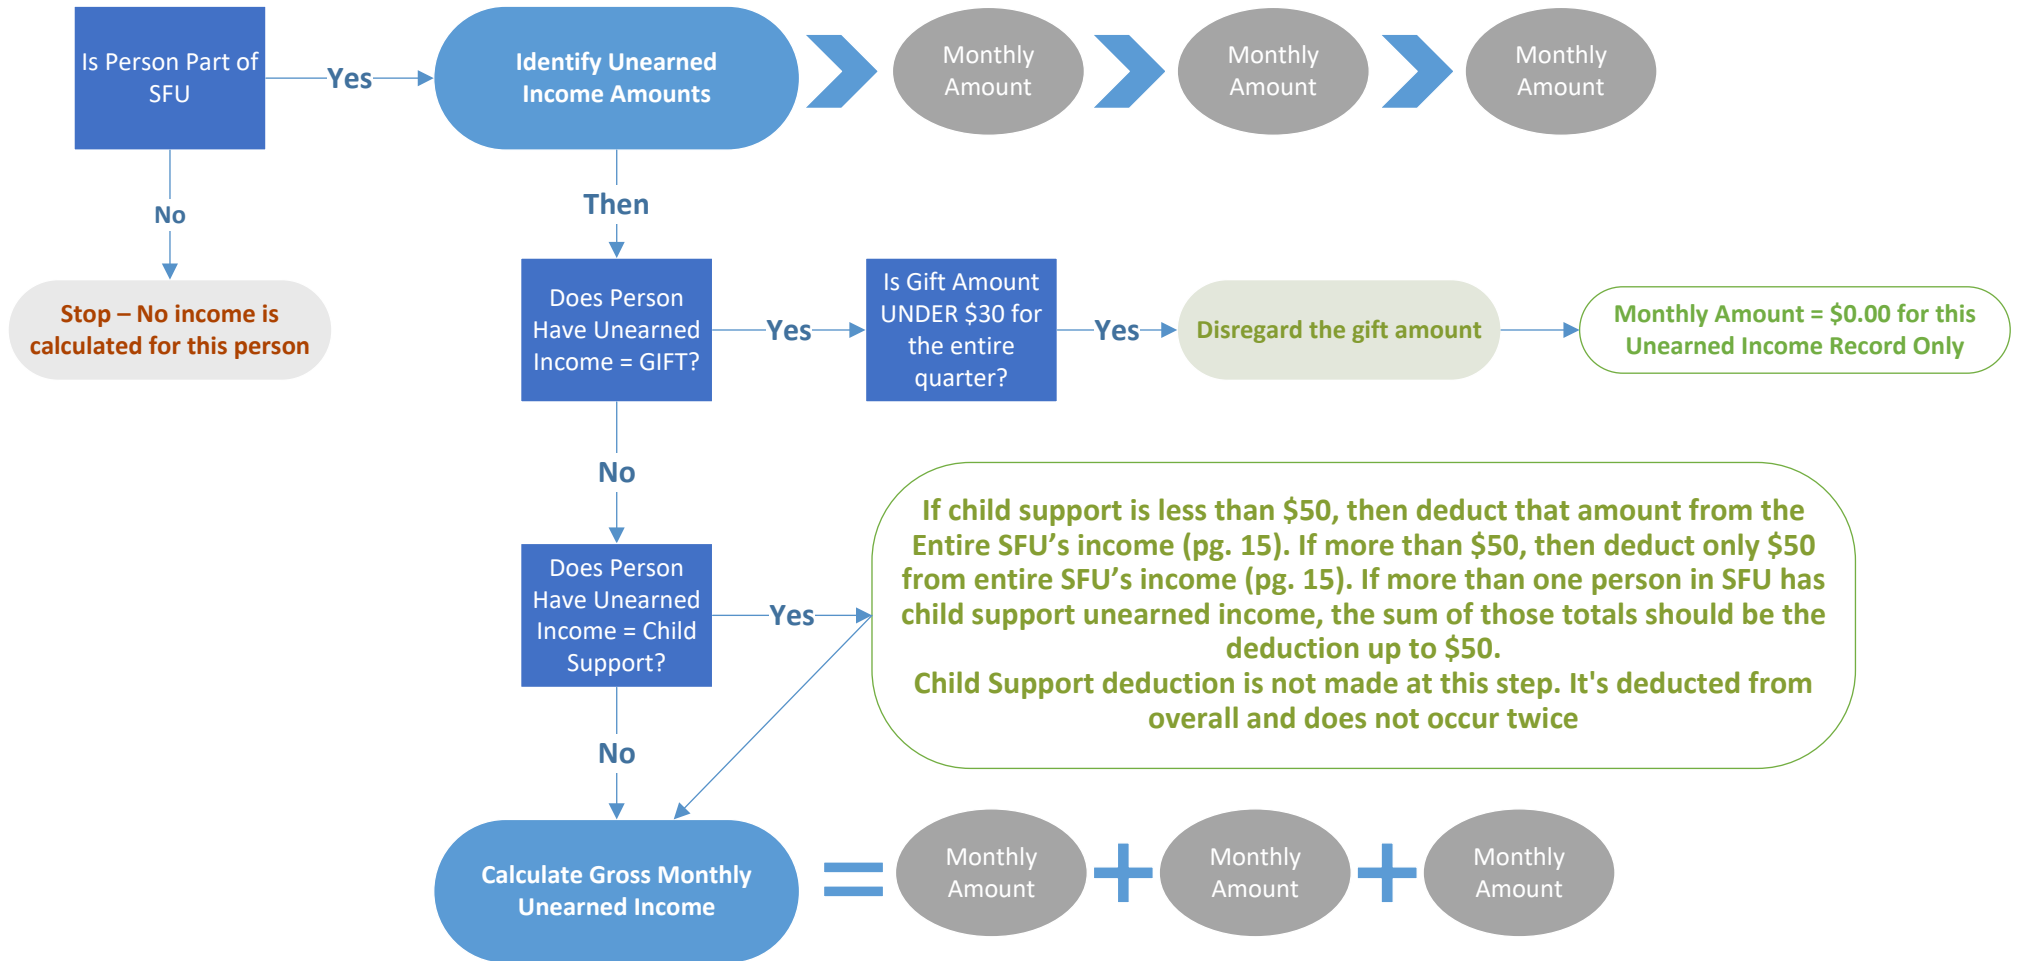 Is Person Part of
SFU
Yes
Identify Unearned
Income Amounts
Monthly
Amount
Monthly
Amount
Monthly
Amount
No
Then
Stop – No income is
calculated for this person
Does Person
Have Unearned
Income = GIFT?
Yes
Is Gift Amount
UNDER $30 for
the entire
quarter?
Yes
Disregard the gift amount
Monthly Amount = $0.00 for this
Unearned Income Record Only
No
Does Person
Have Unearned
Income = Child
Support?
Yes
If child support is less than $50, then deduct that amount from the
Entire SFU’s income (pg. 15). If more than $50, then deduct only $50
from entire SFU’s income (pg. 15). If more than one person in SFU has
child support unearned income, the sum of those totals should be the
deduction up to $50.
Child Support deduction is not made at this step. It's deducted from
overall and does not occur twice
No
Calculate Gross Monthly
Unearned Income
=
Monthly
Amount
+
Monthly
Amount
+
Monthly
Amount